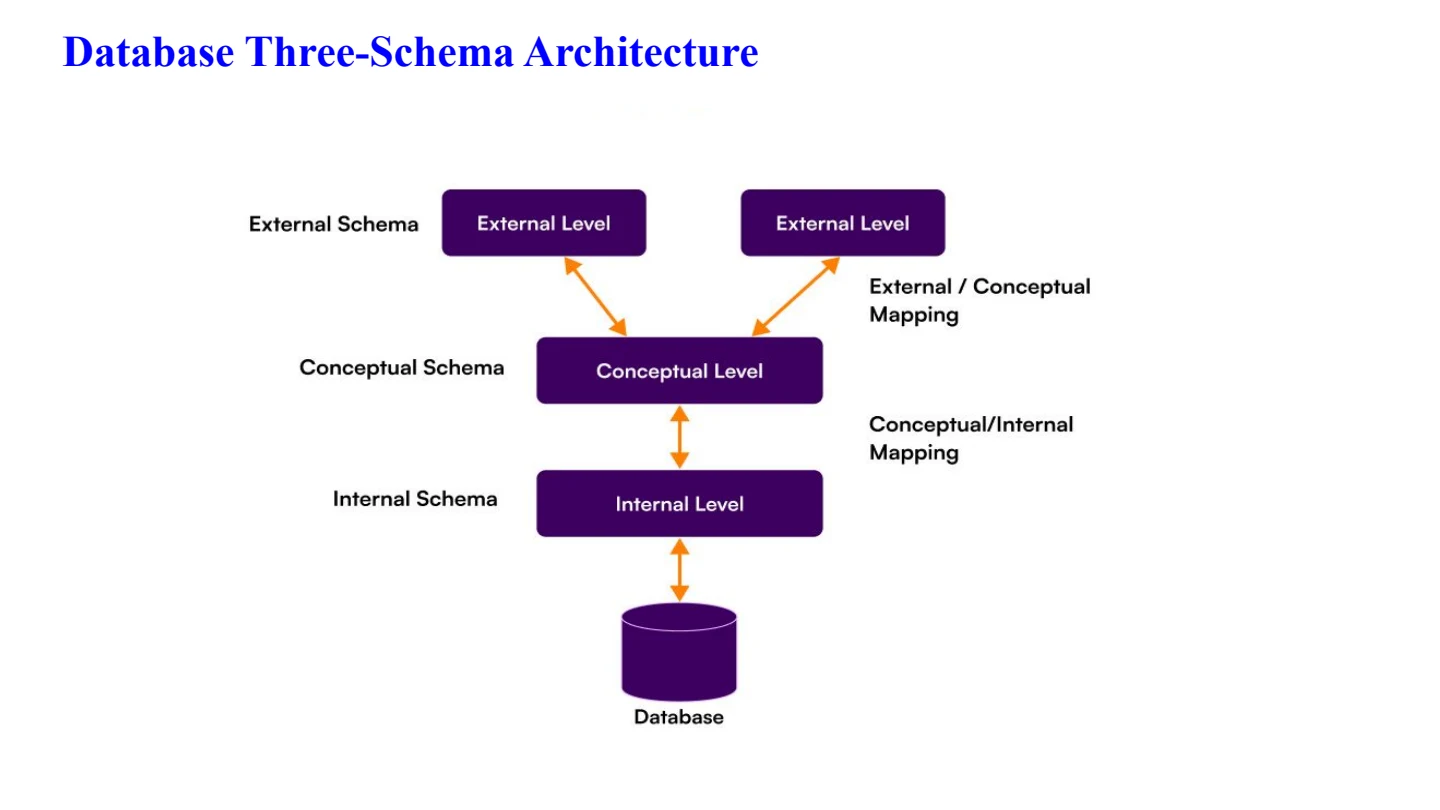 Database Three-Schema Architecture
External Schema
External Level
External Level
External / Conceptual
Mapping
Conceptual Schema
Conceptual Level
Conceptual/Internal
Mapping
Internal Schema
Internal Level
Database